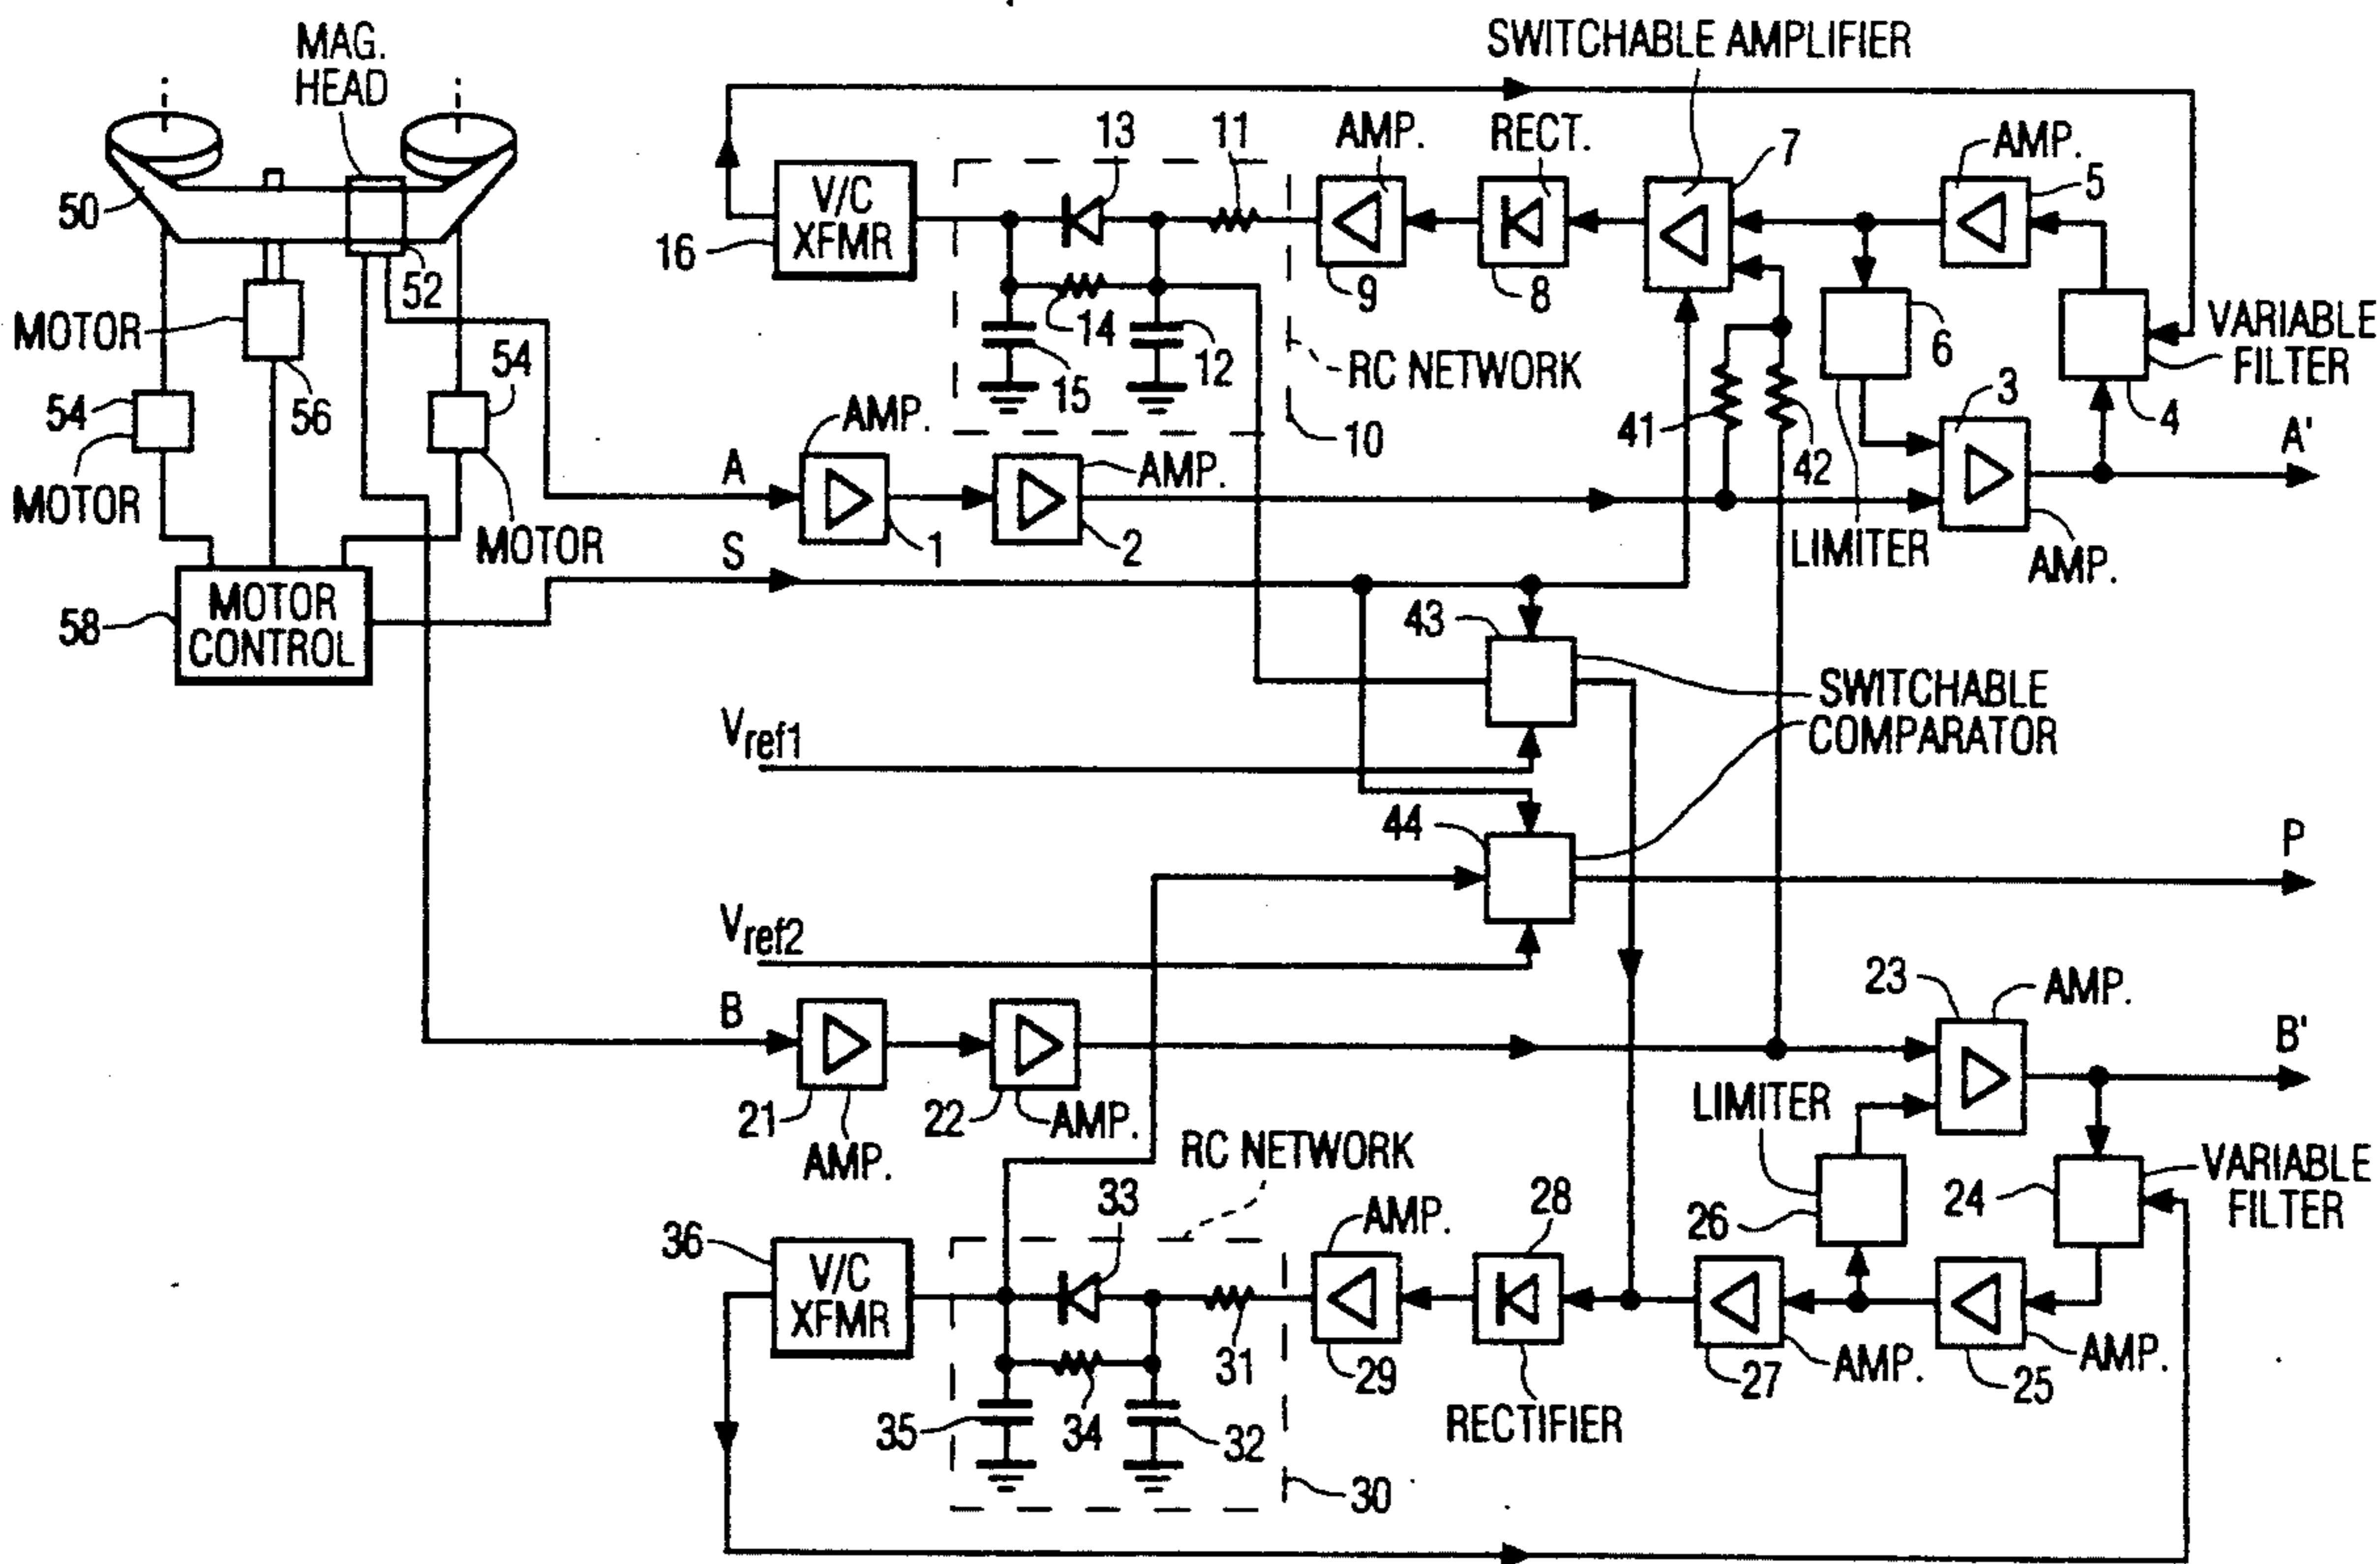 MAG.
HEAD
SWITCHABLE AMPLIFIER
13
11
AMP.
RECT.
7
AMP.
5
50
V/C
XFMR
16
52
9
8
14
15
12
RC NETWORK
10
6
VARIABLE
FILTER
4
MOTOR
54
54
56
MOTOR
MOTOR
AMP.
A
1
AMP.
2
41
42
3
A'
LIMITER
AMP.
S
58
MOTOR
CONTROL
43
SWITCHABLE
COMPARATOR
Vref1
44
P
Vref2
B
21
AMP.
22
AMP.
23
AMP.
B'
LIMITER
RC NETWORK
VARIABLE
FILTER
24
26
36
V/C
XFMR
33
AMP.
28
31
29
RECTIFIER
27
AMP.
25
AMP.
35
34
32
30